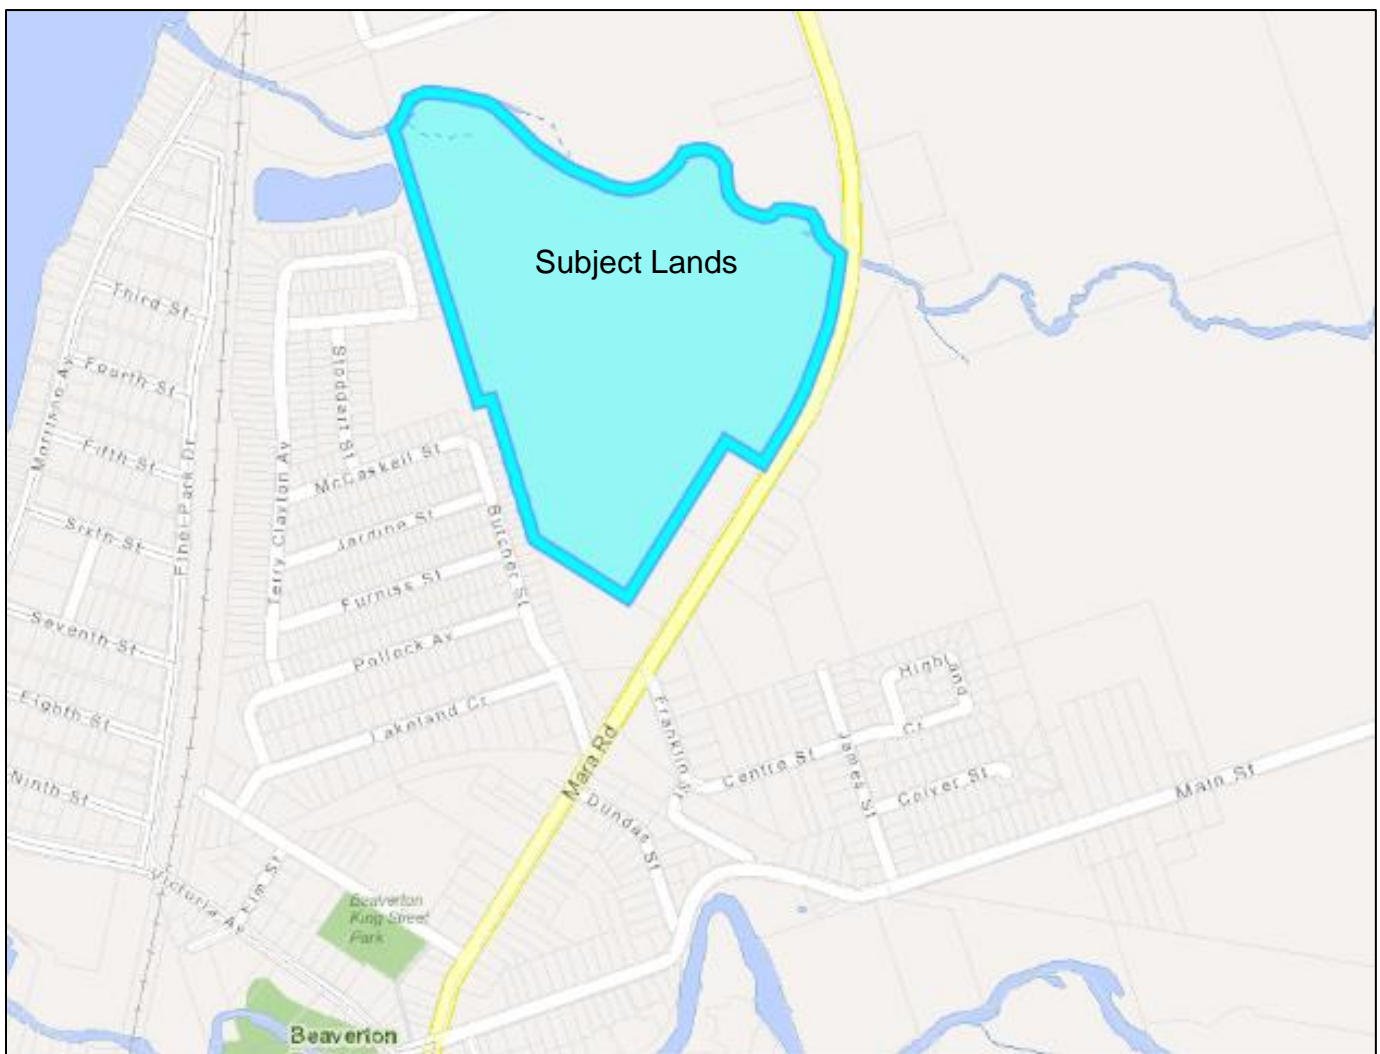 Subject Lands
Third St
Stoddart St
Fourth St
Morrison Av
Fifth St
McCaskell St
Ethel Park Dr
Terry Clayton Av
Butcher St
Jardine St
Sixth St
Furniss St
Seventh St
Pollock Av
Highland
Cr
Eighth St
Lakeland Cr
Franklin St
Mara Rd
James St
Centre St
Ninth St
Main St
Dundas St
Victoria Av
Elm St
Beaverton
King Street
Park
Beaverton